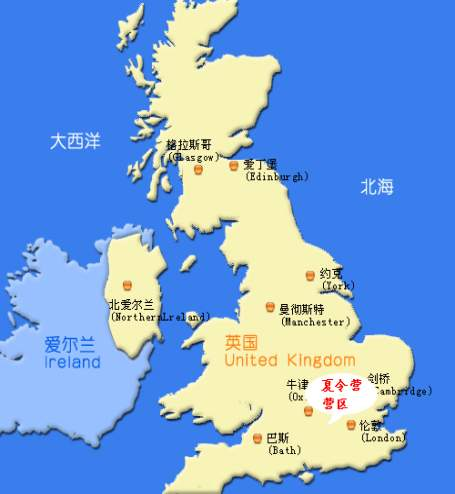 格拉斯哥
(Glasgow)
爱丁堡
(Edinburgh)
大西洋
北海
约克
(York)
北爱尔兰
(NorthernLreland)
曼彻斯特
(Manchester)
爱尔兰
Ireland
英国
United Kingdom
牛津
(Ox
夏令营
营区
剑桥
ambridge)
巴斯
(Bath)
伦敦
(London)